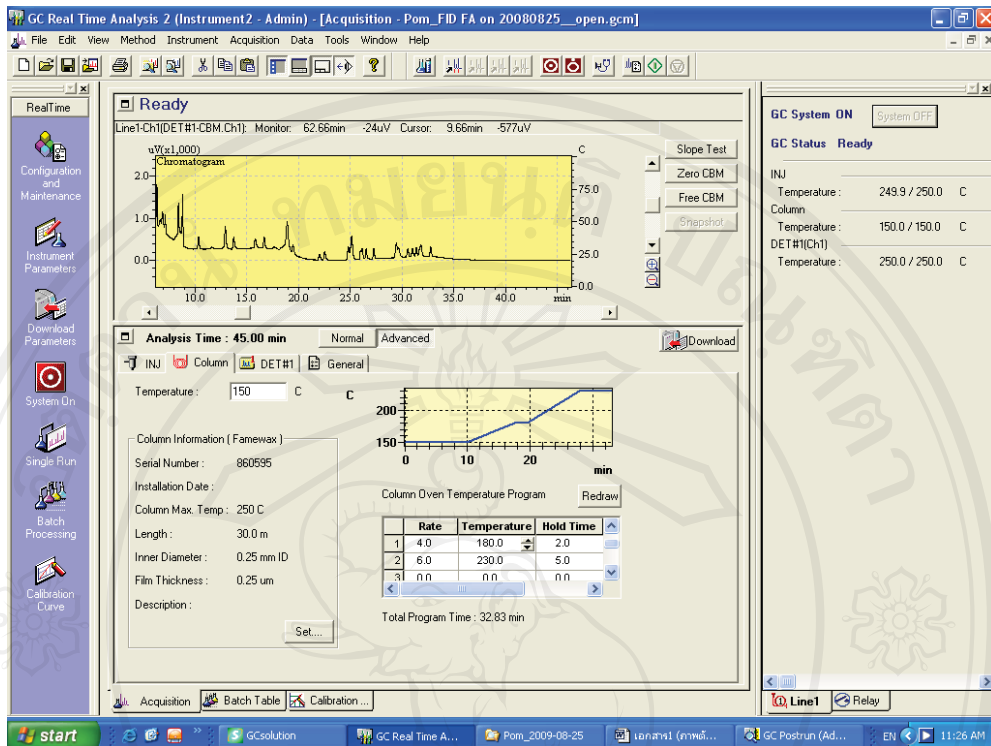 GC Real Time Analysis 2 (Instrument2 - Admin) - [Acquisition - Pom_FID FA on 20080825__open.gcm]
File Edit View Method Instrument Acquisition Data Tools Window Help
RealTime
Configuration and Maintenance
Instrument Parameters
Download Parameters
System On
Single Run
Batch Processing
Calibration Curve
Ready
Line1-Ch1(DET#1-CBM.Ch1): Monitor: 62.66min -24uV Cursor: 9.66min -577uV
uV(x1,000) C
Chromatogram
2.0
1.0
0.0
75.0
50.0
25.0
0.0
10.0 15.0 20.0 25.0 30.0 35.0 40.0 min
Slope Test
Zero CBM
Free CBM
Snapshot
Analysis Time : 45.00 min Normal Advanced Download
INJ Column DET#1 General
Temperature : 150 C
Column Information ( Famewax )
Serial Number : 860595
Installation Date :
Column Max. Temp : 250 C
Length : 30.0 m
Inner Diameter : 0.25 mm ID
Film Thickness : 0.25 um
Description :
Set....
C
200
150
0 10 20
min
Column Oven Temperature Program Redraw
Rate Temperature Hold Time
1 4.0 180.0 2.0
2 6.0 230.0 5.0
3 0.0 0.0 0.0
Total Program Time : 32.83 min
Acquisition Batch Table Calibration ...
GC System ON System OFF
GC Status Ready
INJ
Temperature : 249.9 / 250.0 C
Column
Temperature : 150.0 / 150.0 C
DET#1(Ch1)
Temperature : 250.0 / 250.0 C
Line1 Relay
start GCsolution GC Real Time A... Pom_2009-08-25 เอกสาร1 (ภาพตั... GC Postrun (Ad... EN 11:26 AM